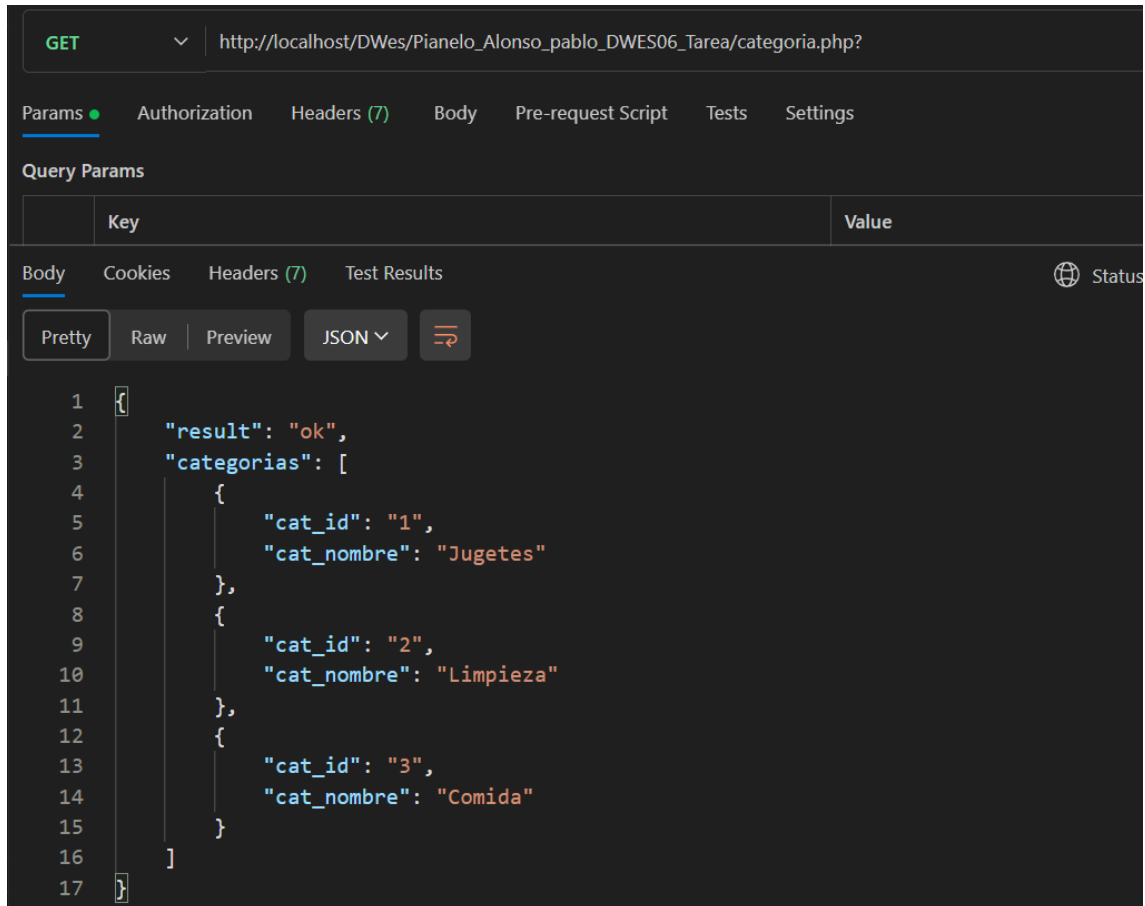 GET http://localhost/DWes/Pianelo_Alonso_pablo_DWES06_Tarea/categoria.php?
Params Authorization Headers (7) Body Pre-request Script Tests Settings
Query Params
Key Value
Body Cookies Headers (7) Test Results Status
Pretty Raw Preview JSON
1 {
2 "result": "ok",
3 "categorias": [
4 {
5 "cat_id": "1",
6 "cat_nombre": "Jugetes"
7 },
8 {
9 "cat_id": "2",
10 "cat_nombre": "Limpieza"
11 },
12 {
13 "cat_id": "3",
14 "cat_nombre": "Comida"
15 }
16 ]
17 }